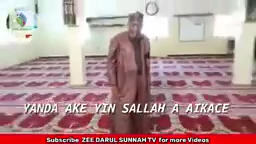 YANDA AKE YIN SALLAH A AIKACE
Subscribe ZEE DARUL SUNNAH TV for more Videos